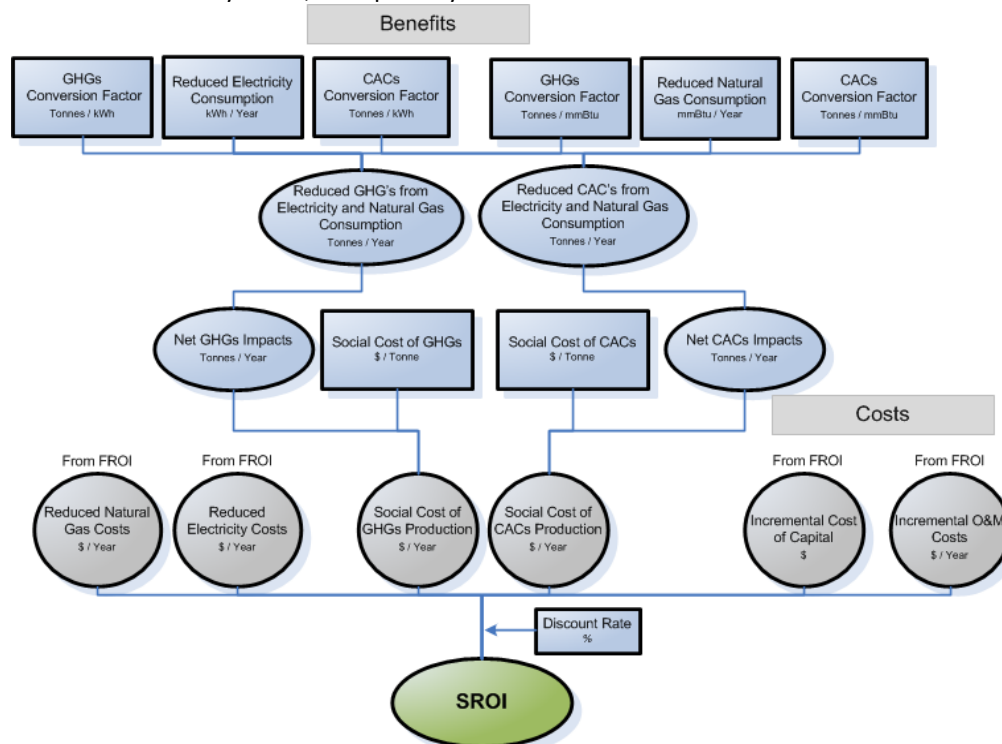 Benefits
GHGs
Conversion Factor
Tonnes / kWh
Reduced Electricity
Consumption
kWh / Year
CACs
Conversion Factor
Tonnes / kWh
GHGs
Conversion Factor
Tonnes / mmBtu
Reduced Natural
Gas Consumption
mmBtu / Year
CACs
Conversion Factor
Tonnes / mmBtu
Reduced GHG's from
Electricity and Natural Gas
Consumption
Tonnes / Year
Reduced CAC's from
Electricity and Natural Gas
Consumption
Tonnes / Year
Net GHGs Impacts
Tonnes / Year
Social Cost of GHGs
$ / Tonne
Social Cost of CACs
$ / Tonne
Net CACs Impacts
Tonnes / Year
Costs
From FROI
Reduced Natural
Gas Costs
$ / Year
From FROI
Reduced
Electricity Costs
$ / Year
Social Cost of
GHGs Production
$ / Year
Social Cost of
CACs Production
$ / Year
From FROI
Incremental Cost
of Capital
$
From FROI
Incremental O&M
Costs
$ / Year
Discount Rate
%
SROI